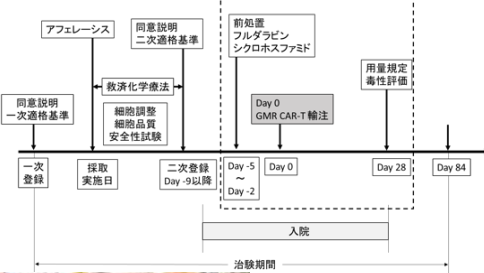 アフェレーシス
同意説明
二次適格基準
前処置
フルダラビン
シクロホスファミド
救済化学療法
用量規定
毒性評価
同意説明
一次適格基準
細胞調整
細胞品質
安全性試験
Day 0
GMR CAR-T 輸注
一次
登録
採取
実施日
二次登録
Day -9以降
Day -5
～
Day -2
Day 0
Day 28
Day 84
入院
治験期間